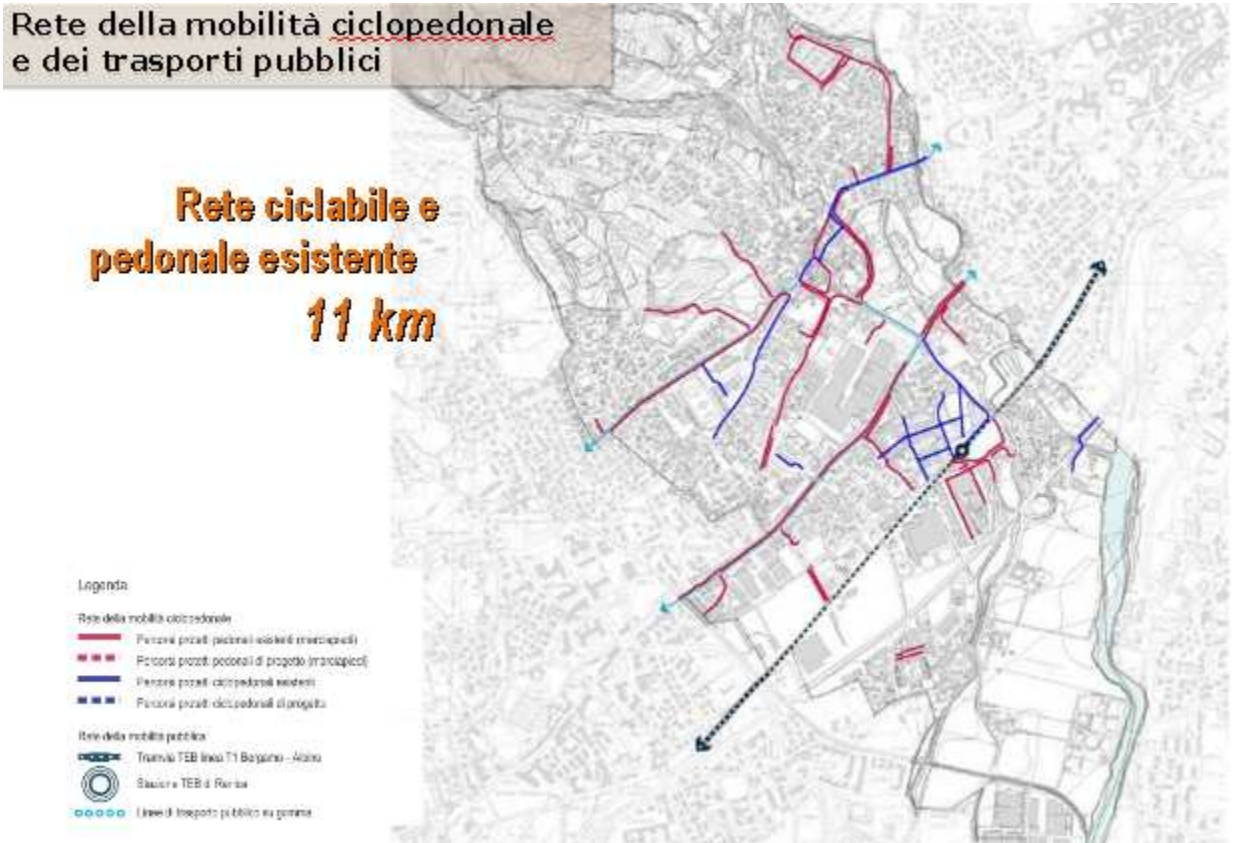 Rete della mobilità ciclopedonale
e dei trasporti pubblici
Rete ciclabile e
pedonale esistente
11 km
Legenda
Rete della mobilità ciclopedonale
Percorsi protetti pedonali esistenti (marciapiedi)
Percorsi protetti pedonali di progetto (marciapiedi)
Percorsi protetti ciclopedonali esistenti
Percorsi protetti ciclopedonali di progetto
Rete della mobilità pubblica
Tramvia TEB linea T1 Bergamo - Albino
Stazione TEB di Ranica
Linee di trasporto pubblico su gomma